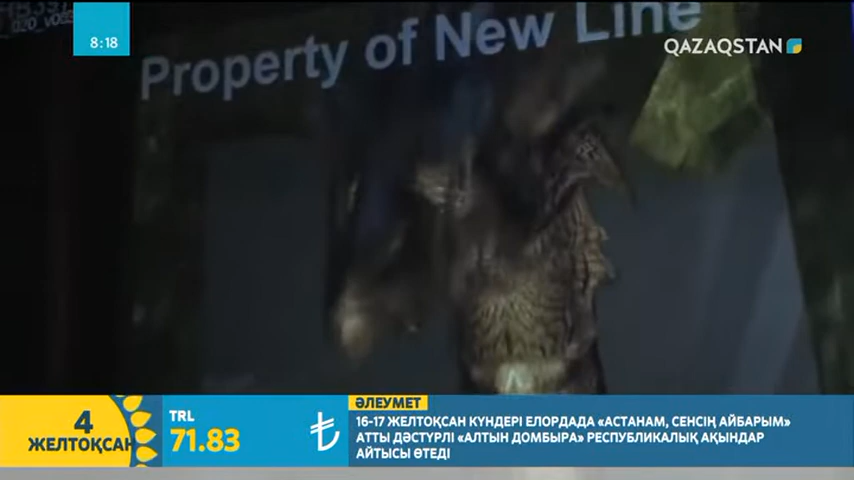 8:18
Property of New Line
QAZAQSTAN
4
ЖЕЛТОҚСАН
TRL
71.83
₺
ӘЛЕУМЕТ
16-17 ЖЕЛТОҚСАН КҮНДЕРІ ЕЛОРДАДА «АСТАНАМ, СЕНСІҢ АЙБАРЫМ»
АТТЫ ДӘСТҮРЛІ «АЛТЫН ДОМБЫРА» РЕСПУБЛИКАЛЫҚ АҚЫНДАР
АЙТЫСЫ ӨТЕДІ